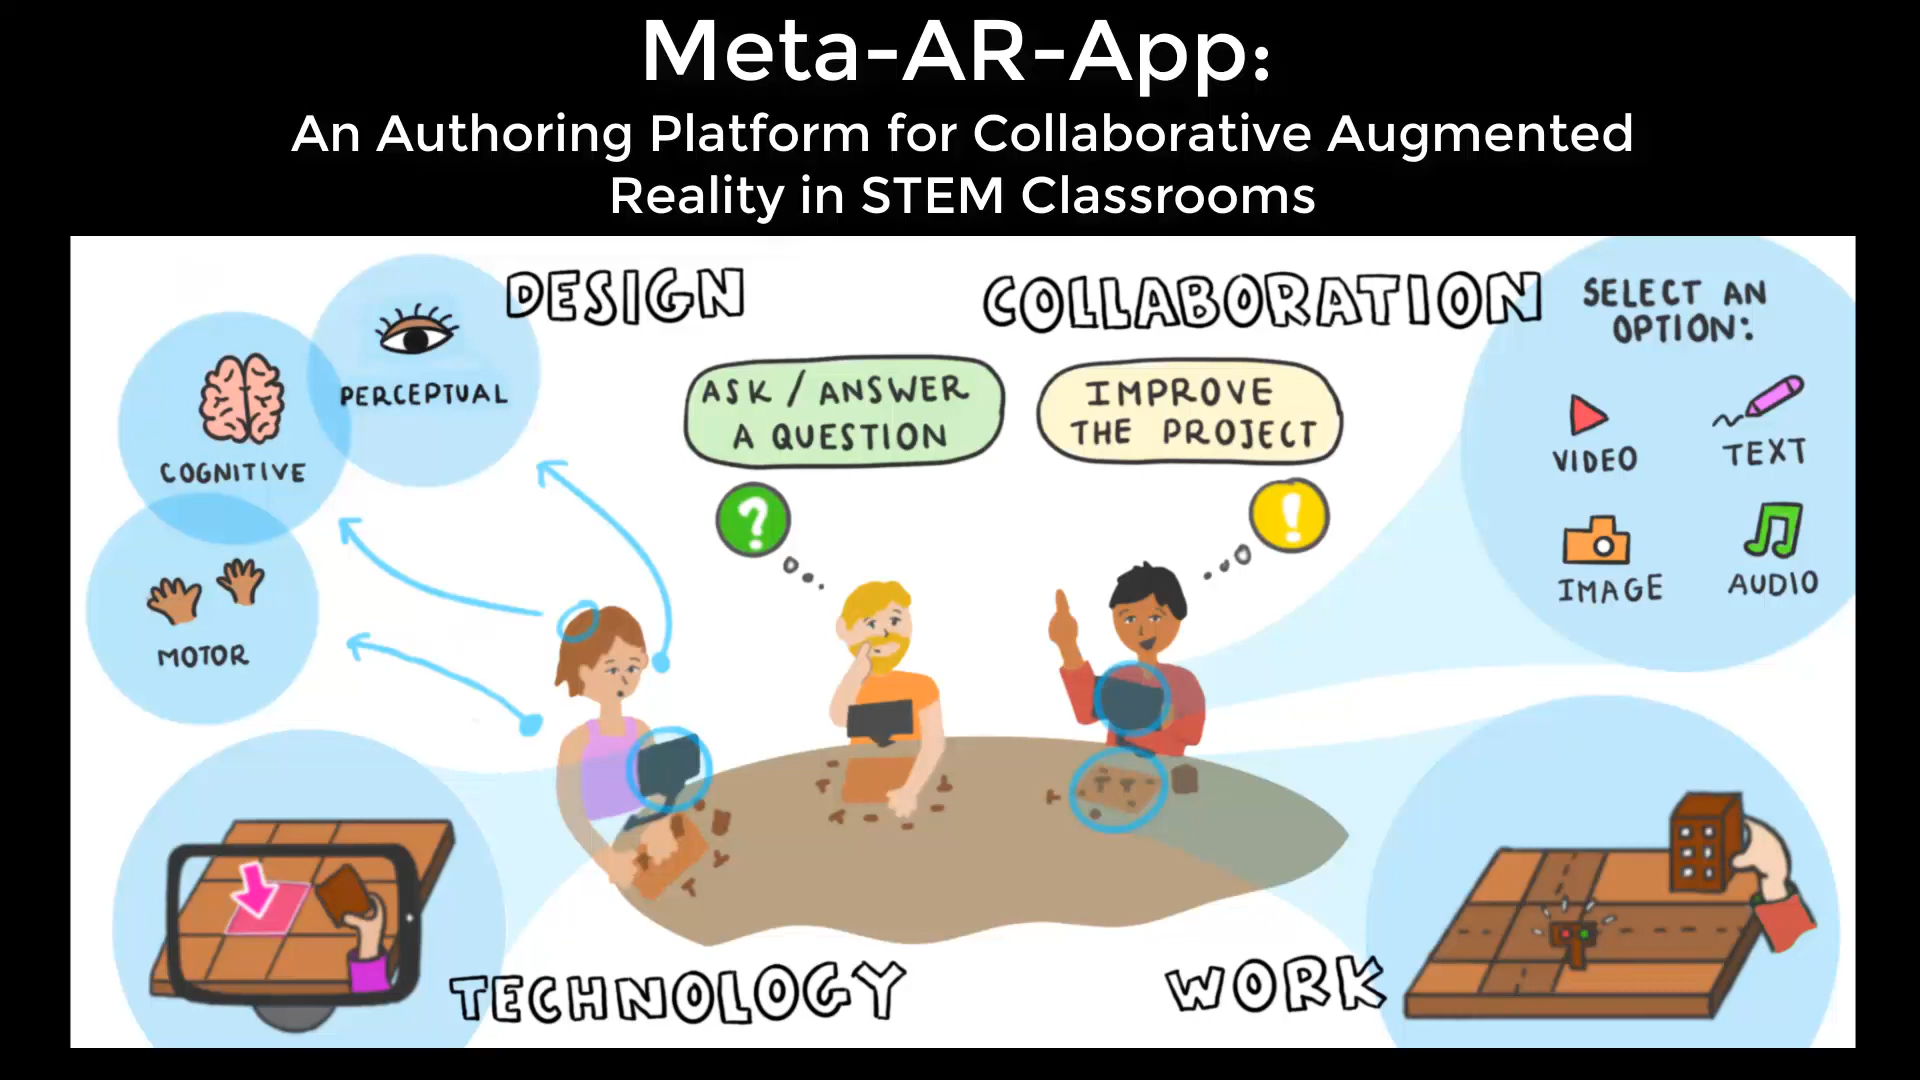 Meta-AR-App:
An Authoring Platform for Collaborative Augmented
Reality in STEM Classrooms
DESIGN
COLLABORATION
SELECT AN
OPTION:
PERCEPTUAL
COGNITIVE
MOTOR
ASK / ANSWER
A QUESTION
?
IMPROVE
THE PROJECT
!
VIDEO
TEXT
IMAGE
AUDIO
TECHNOLOGY
WORK